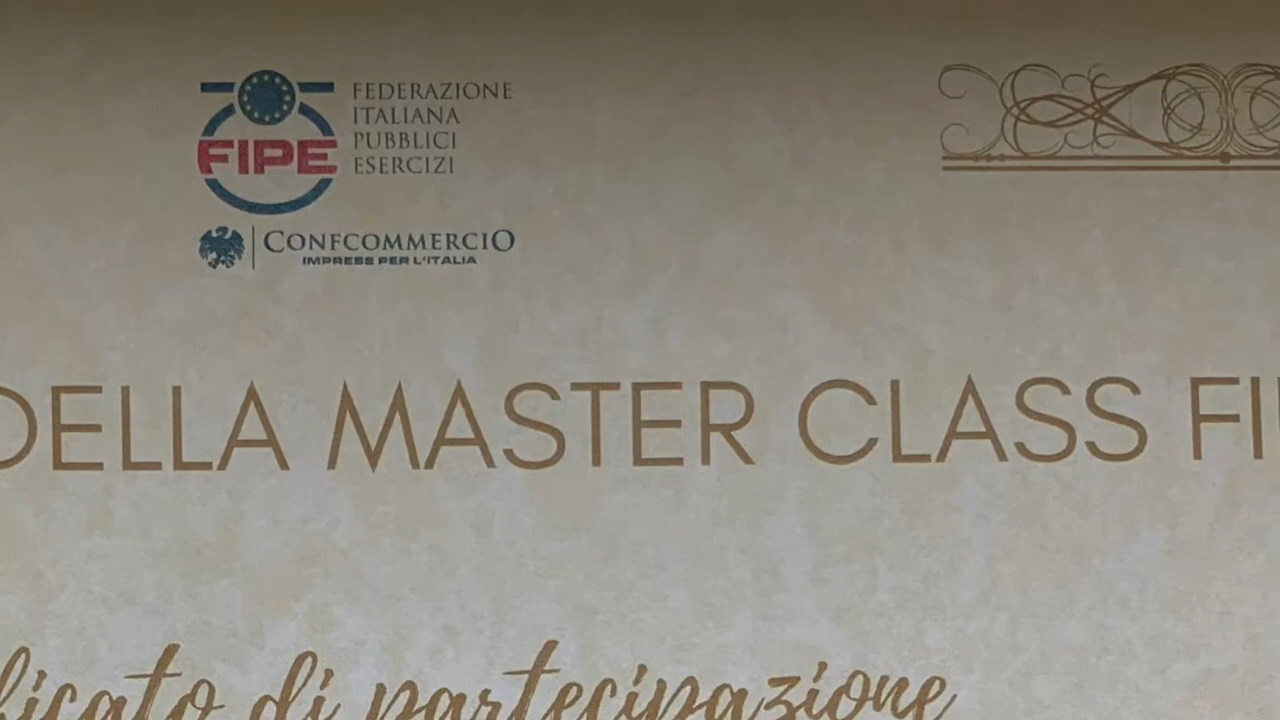 FIPE
FEDERAZIONE
ITALIANA
PUBBLICI
ESERCIZI
CONFCOMMERCIO
IMPRESE PER L'ITALIA
DELLA MASTER CLASS
di partecipazione